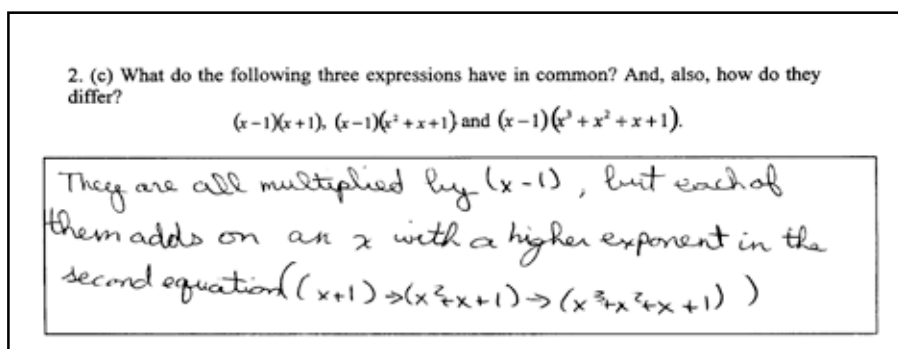 2. (c) What do the following three expressions have in common? And, also, how do they
differ?
(x−1)(x+1), (x−1)(x²+x+1) and (x−1)(x³+x²+x+1).
They are all multiplied by (x-1), but each of
them adds on an x with a higher exponent in the
second equation ((x+1)→(x²+x+1)→(x³+x²+x+1))